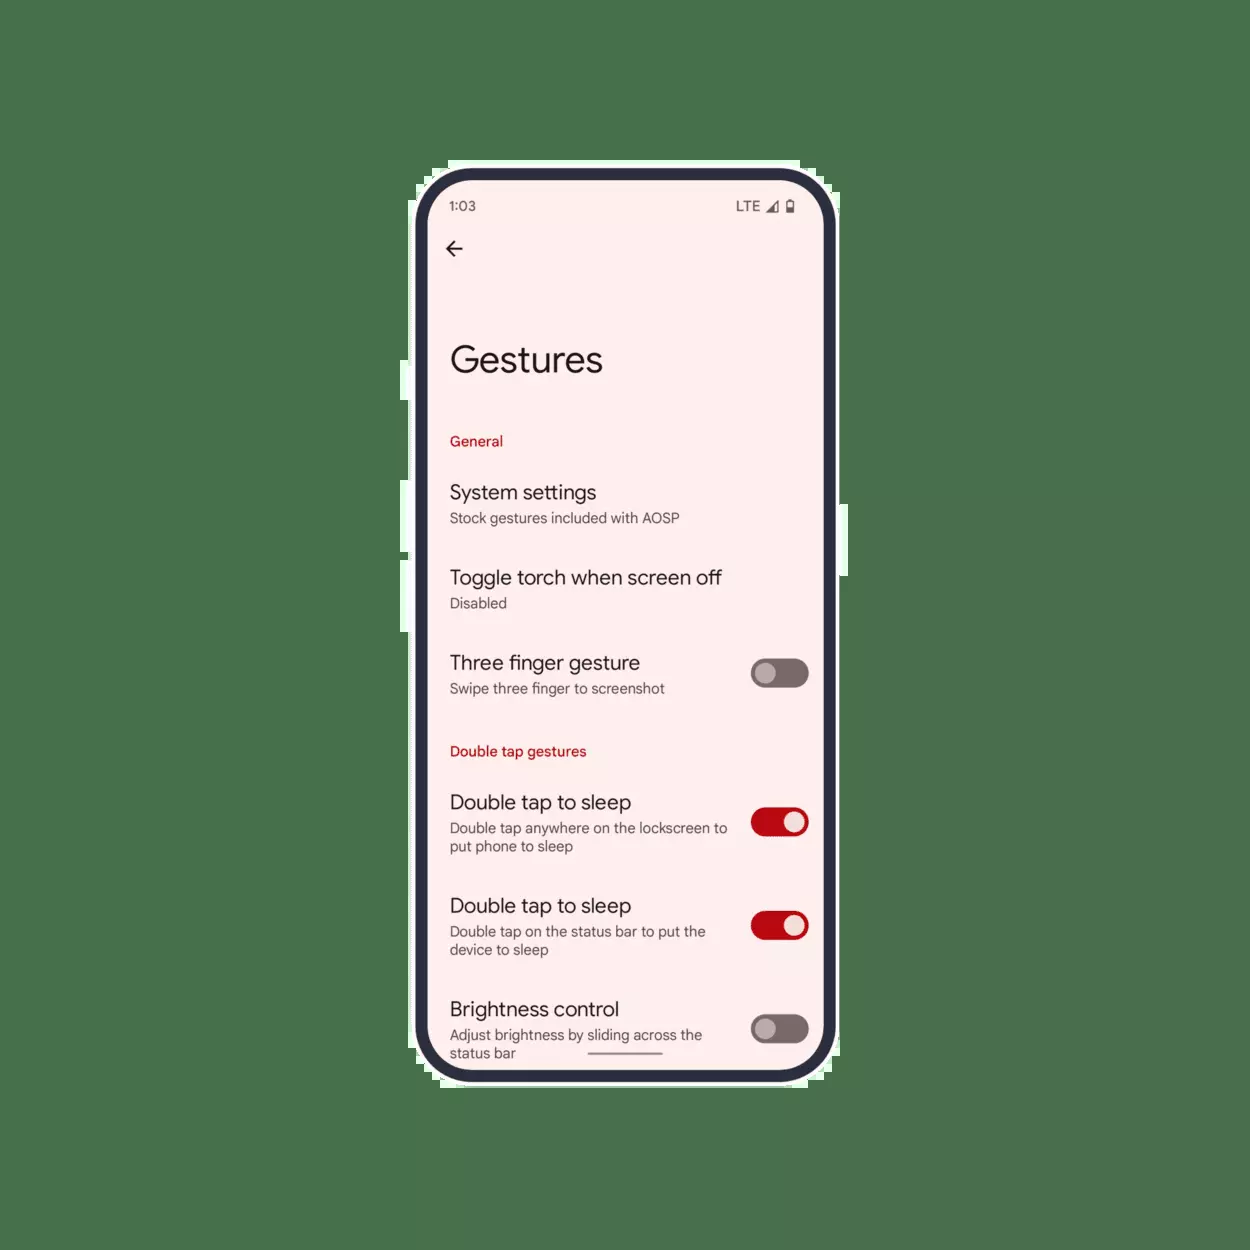 1:03
LTE
Gestures
General
System settings
Stock gestures included with AOSP
Toggle torch when screen off
Disabled
Three finger gesture
Swipe three finger to screenshot
Double tap gestures
Double tap to sleep
Double tap anywhere on the lockscreen to
put phone to sleep
Double tap to sleep
Double tap on the status bar to put the
device to sleep
Brightness control
Adjust brightness by sliding across the
status bar